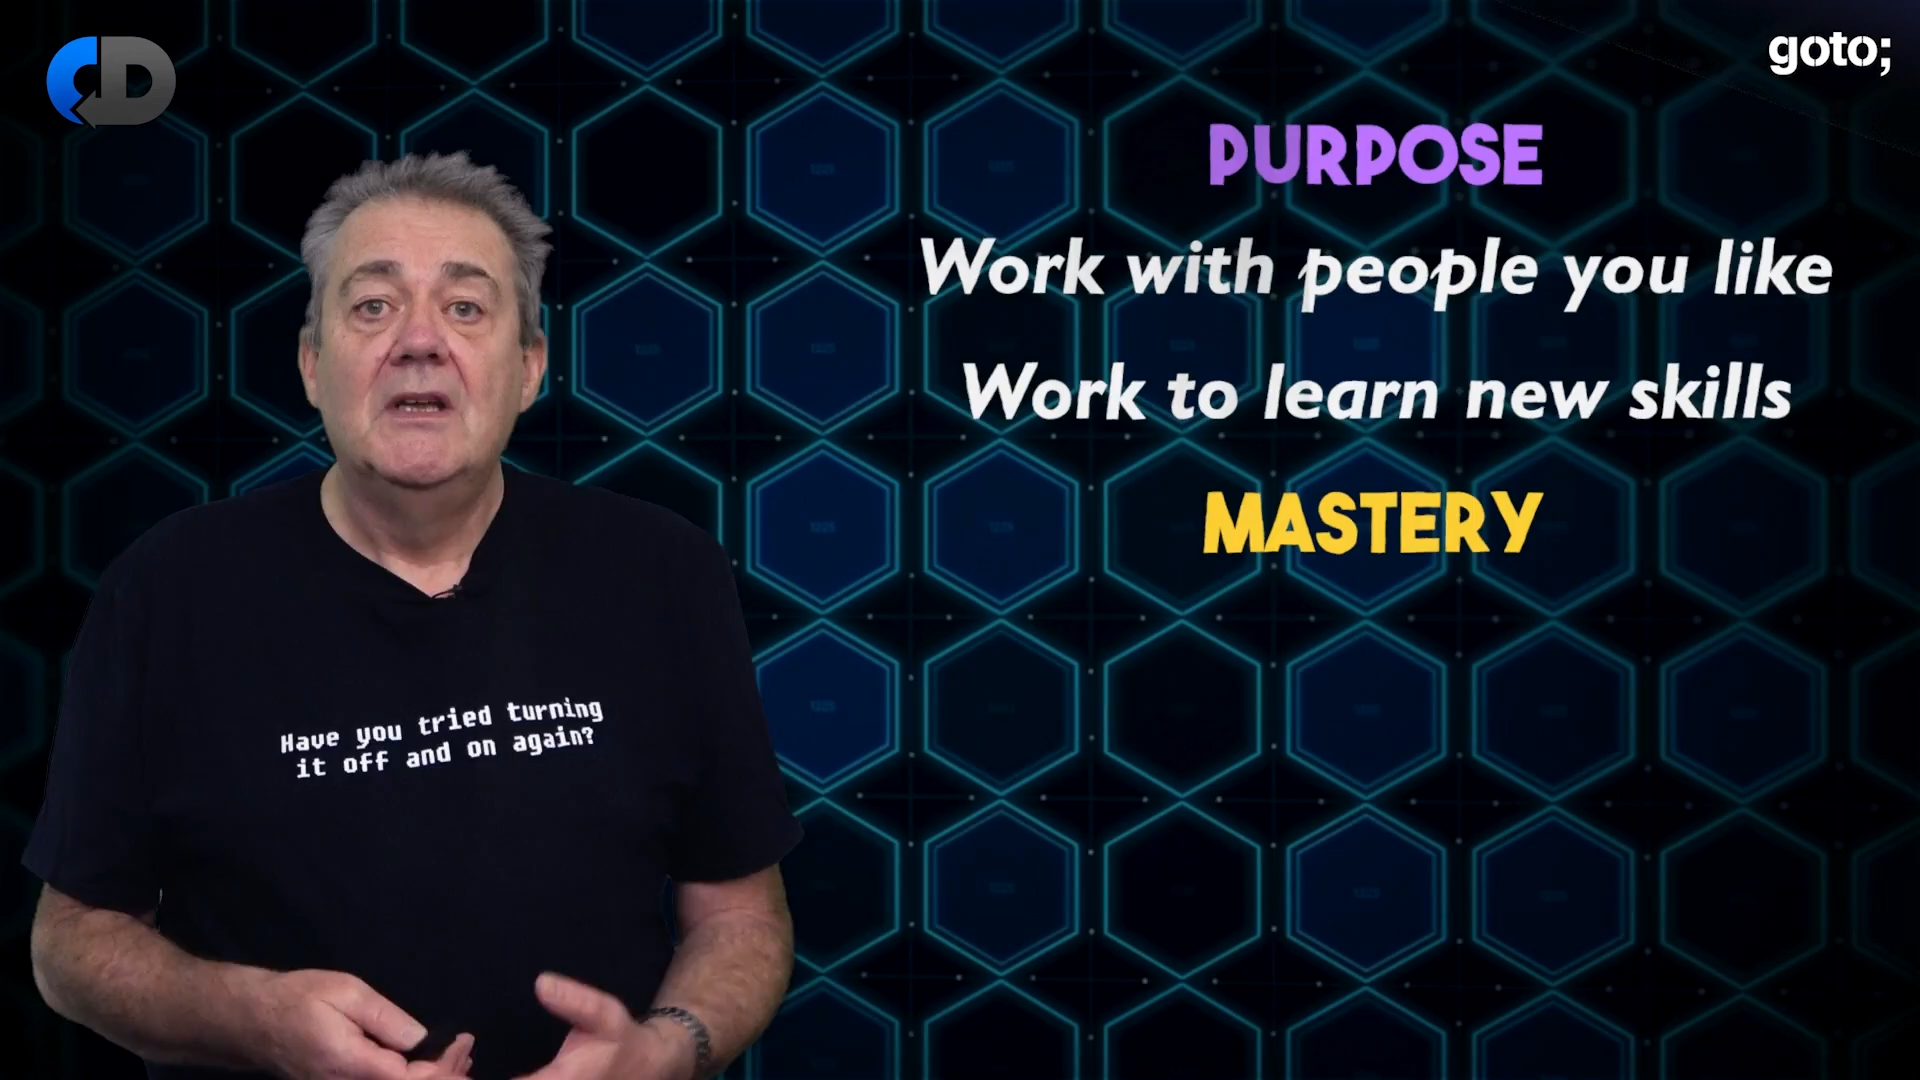 CD
goto;
PURPOSE
Work with people you like
Work to learn new skills
MASTERY
Have you tried turning
it off and on again?